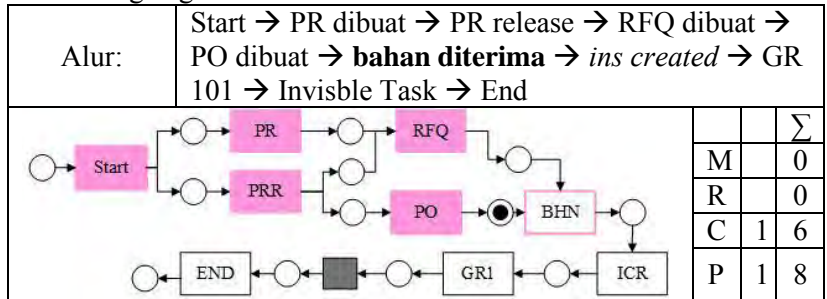 Alur:
Start → PR dibuat → PR release → RFQ dibuat →
PO dibuat → bahan diterima → ins created → GR
101 → Invisble Task → End
Start
PR
RFQ
PRR
PO
BHN
END
GR1
ICR
∑
M 0
R 0
C 1 6
P 1 8